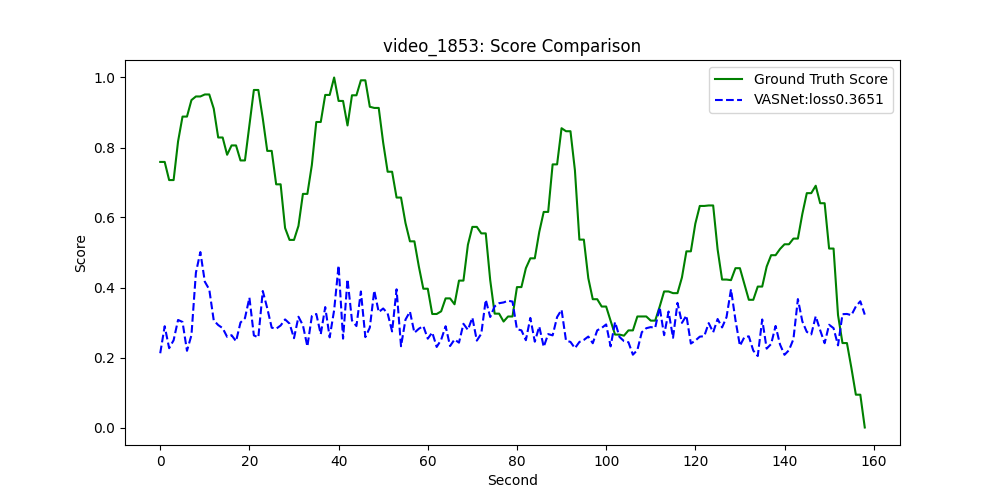 video_1853: Score Comparison
Ground Truth Score
VASNet:loss0.3651
1.0
0.8
0.6
0.4
0.2
0.0
Score
0 20 40 60 80 100 120 140 160
Second